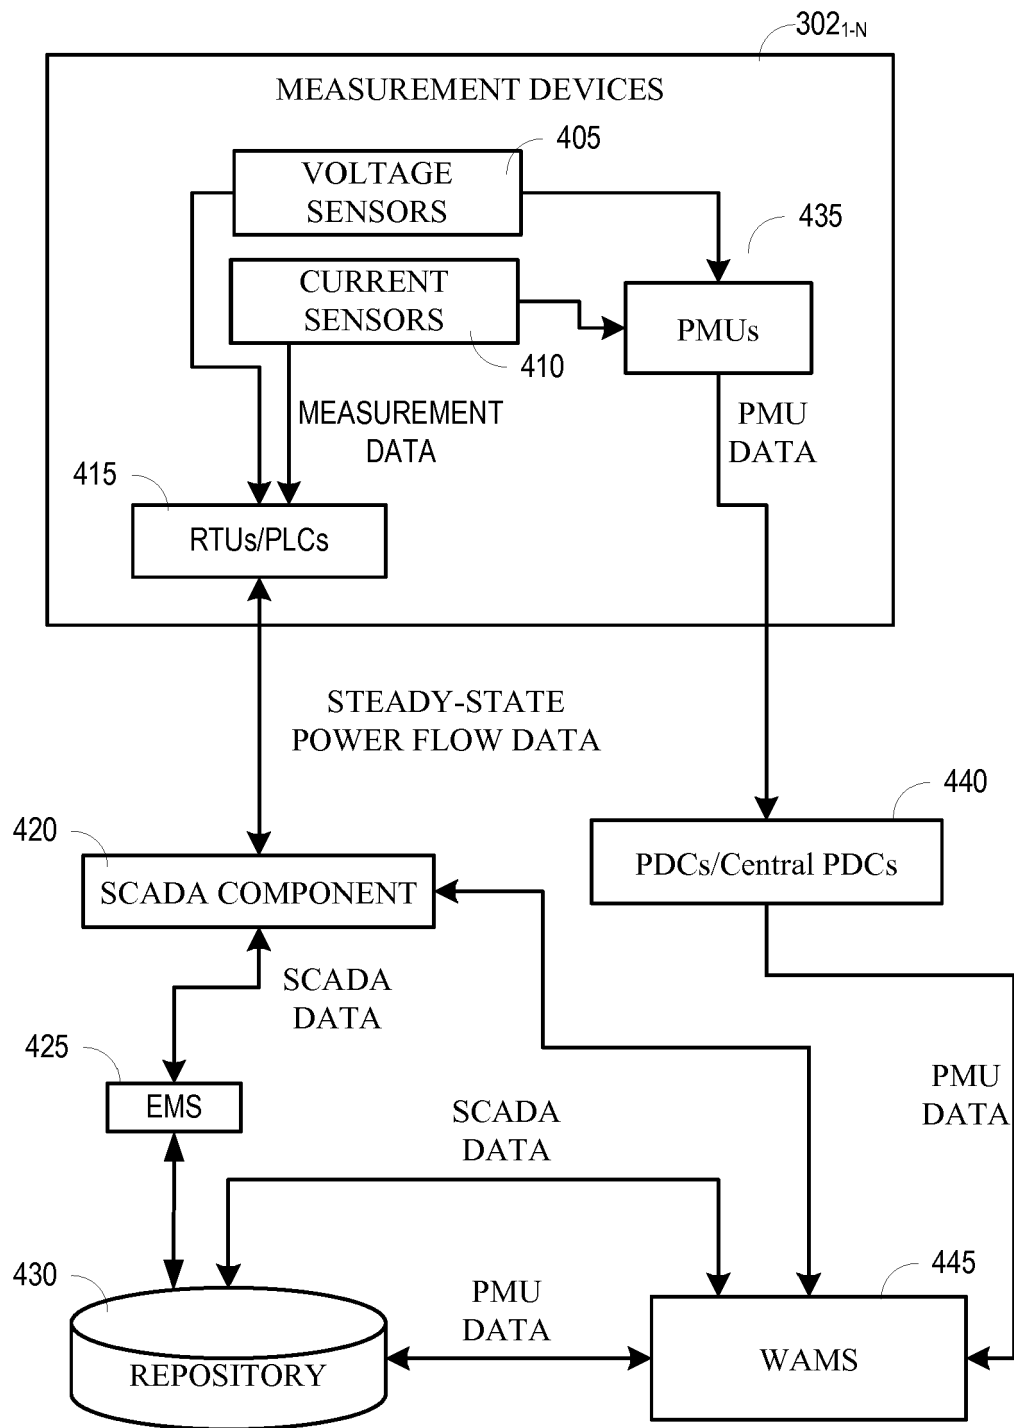 302 1-N
MEASUREMENT DEVICES
405
VOLTAGE
SENSORS
435
CURRENT
SENSORS
PMUs
410
MEASUREMENT
DATA
PMU
DATA
415
RTUs/PLCs
STEADY-STATE
POWER FLOW DATA
440
420
PDCs/Central PDCs
SCADA COMPONENT
SCADA
DATA
425
EMS
PMU
DATA
SCADA
DATA
430
445
PMU
DATA
REPOSITORY
WAMS